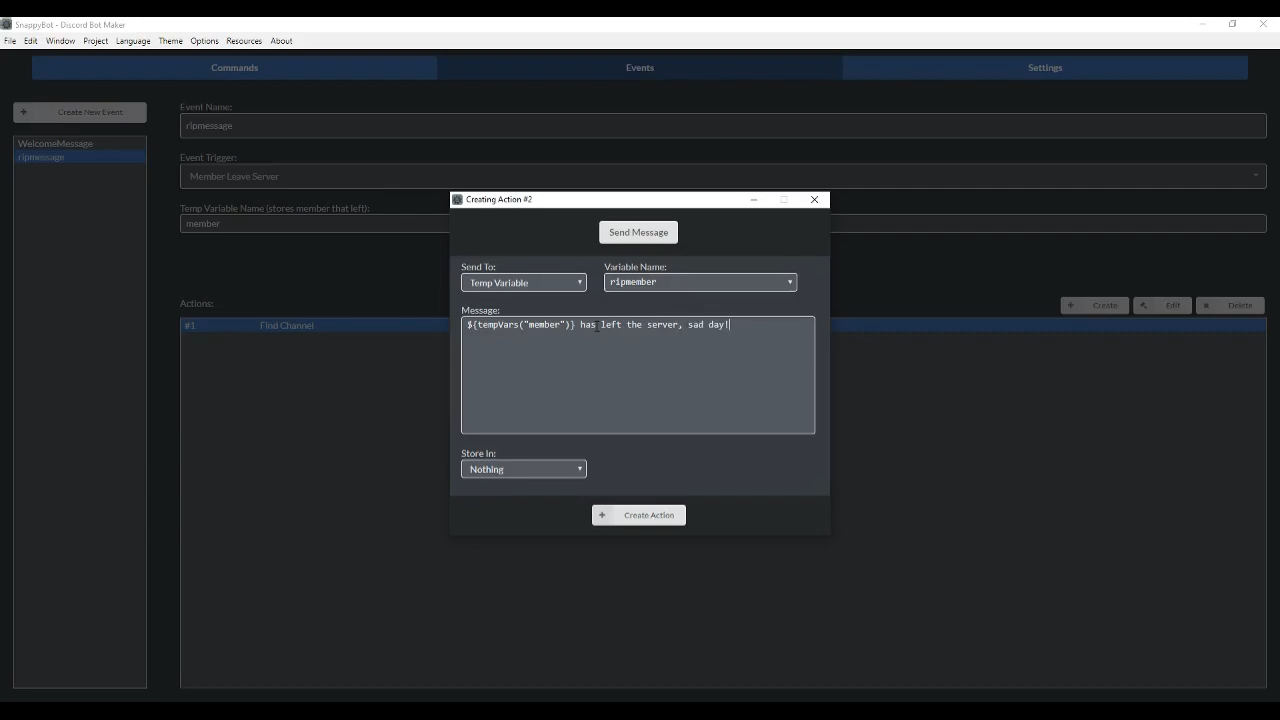 SnappyBot - Discord Bot Maker
File Edit Window Project Language Theme Options Resources About
Commands Events Settings
+ Create New Event
WelcomeMessage
ripmessage
Event Name:
ripmessage
Event Trigger:
Member Leave Server
Temp Variable Name (stores member that left):
member
Actions:
+ Create Edit Delete
#1 Find Channel
Creating Action #2
Send Message
Send To: Variable Name:
Temp Variable ripmember
Message:
${tempVars("member")} has left the server, sad day!
Store In:
Nothing
+ Create Action